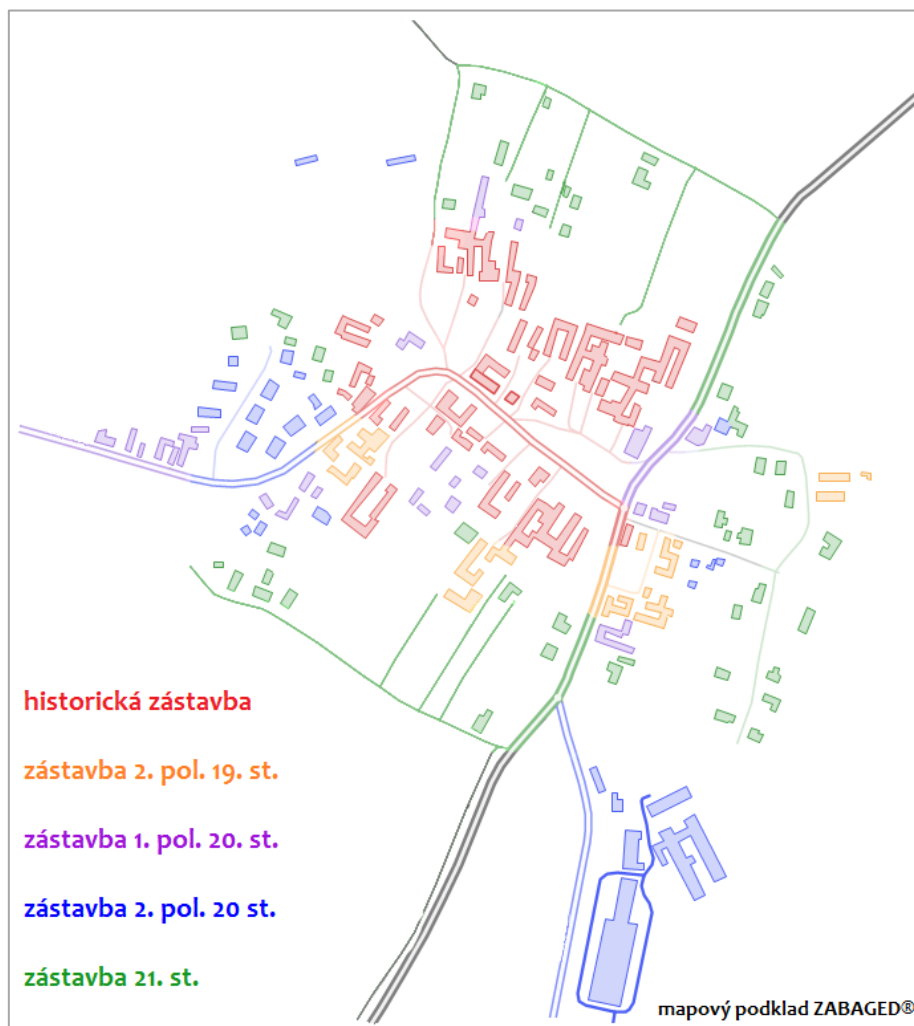 historická zástavba
zástavba 2. pol. 19. st.
zástavba 1. pol. 20. st.
zástavba 2. pol. 20 st.
zástavba 21. st.
mapový podklad ZABAGED®